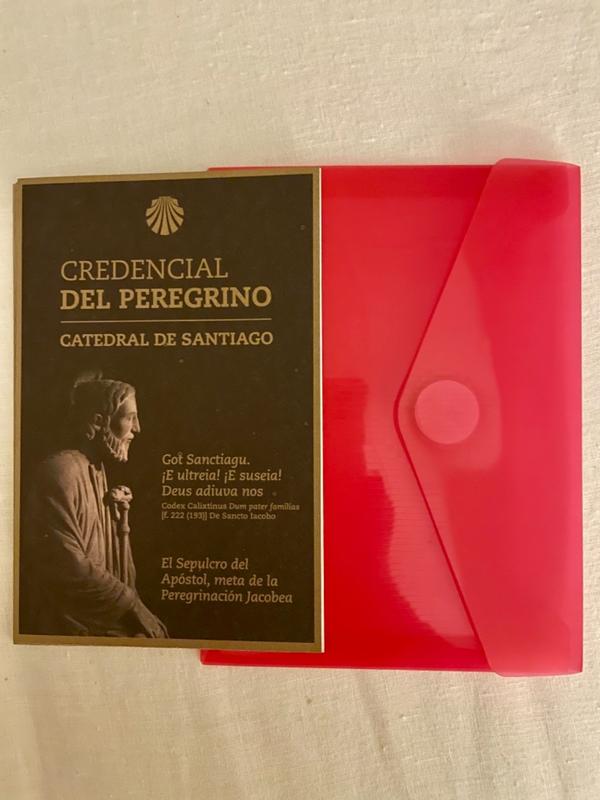 CREDENCIAL
DEL PEREGRINO
CATEDRAL DE SANTIAGO
Got Sanctiagu.
¡E ultreia! ¡E suseia!
Deus adiuva nos
Codex Calixtinus Dum pater familias
[f. 222 (193)] De Sancto Iacobo
El Sepulcro del
Apóstol, meta de la
Peregrinación Jacobea